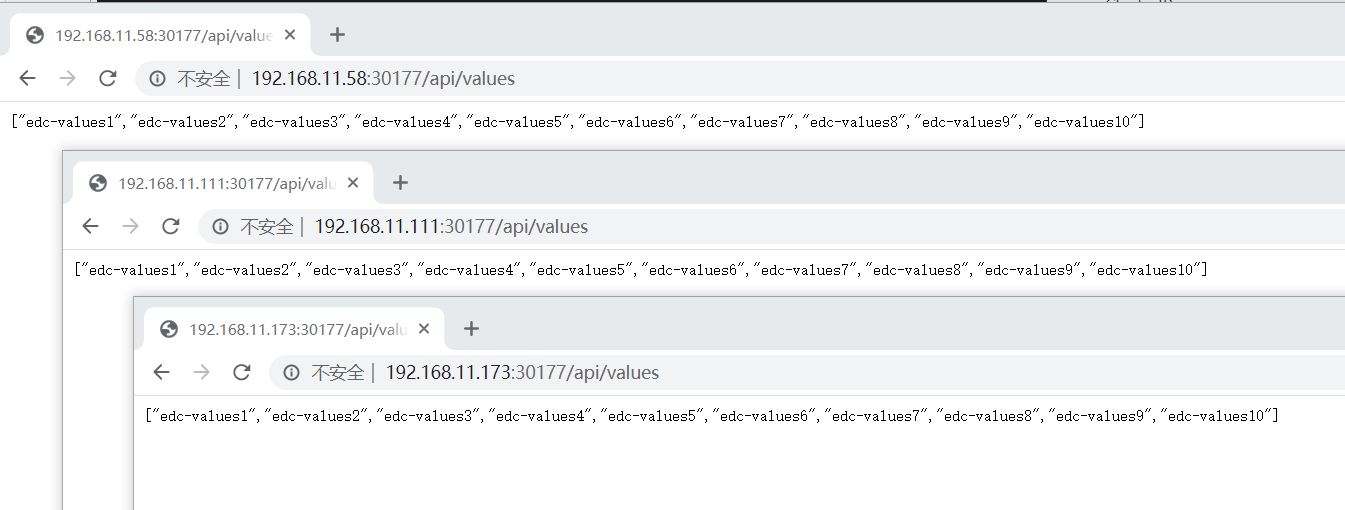 192.168.11.58:30177/api/value
不安全 | 192.168.11.58:30177/api/values
["edc-values1","edc-values2","edc-values3","edc-values4","edc-values5","edc-values6","edc-values7","edc-values8","edc-values9","edc-values10"]
192.168.11.111:30177/api/valu
不安全 | 192.168.11.111:30177/api/values
["edc-values1","edc-values2","edc-values3","edc-values4","edc-values5","edc-values6","edc-values7","edc-values8","edc-values9","edc-values10"]
192.168.11.173:30177/api/valu
不安全 | 192.168.11.173:30177/api/values
["edc-values1","edc-values2","edc-values3","edc-values4","edc-values5","edc-values6","edc-values7","edc-values8","edc-values9","edc-values10"]